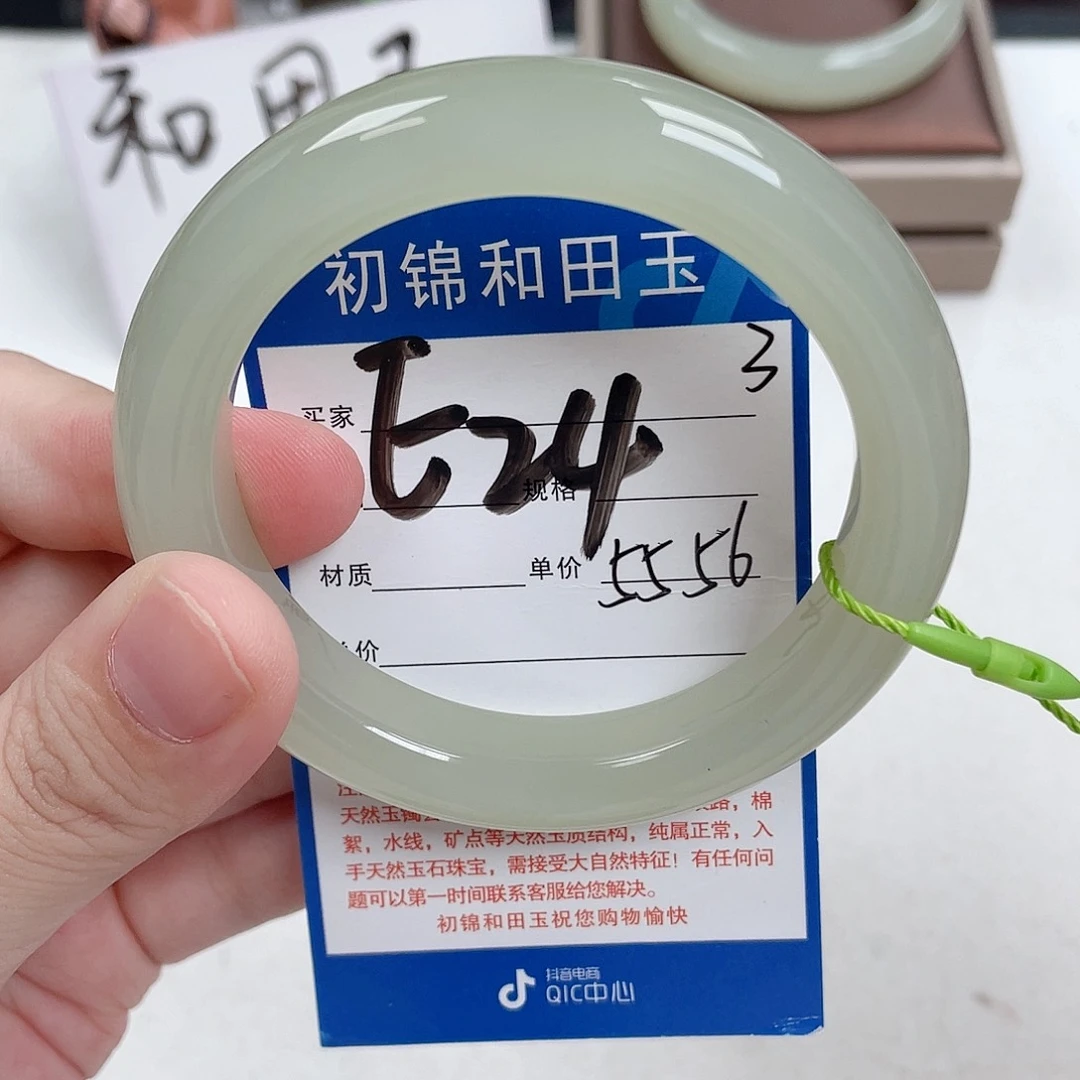 和田
初锦和田玉
3
买家
E24
规格
材质
单价 5556
价
天然玉镯
,棉
絮,水线,矿点等天然玉质结构,纯属正常,入
手天然玉石珠宝,需接受大自然特征!有任何问
题可以第一时间联系客服给您解决。
初锦和田玉祝您购物愉快
抖音电商
QIC中心